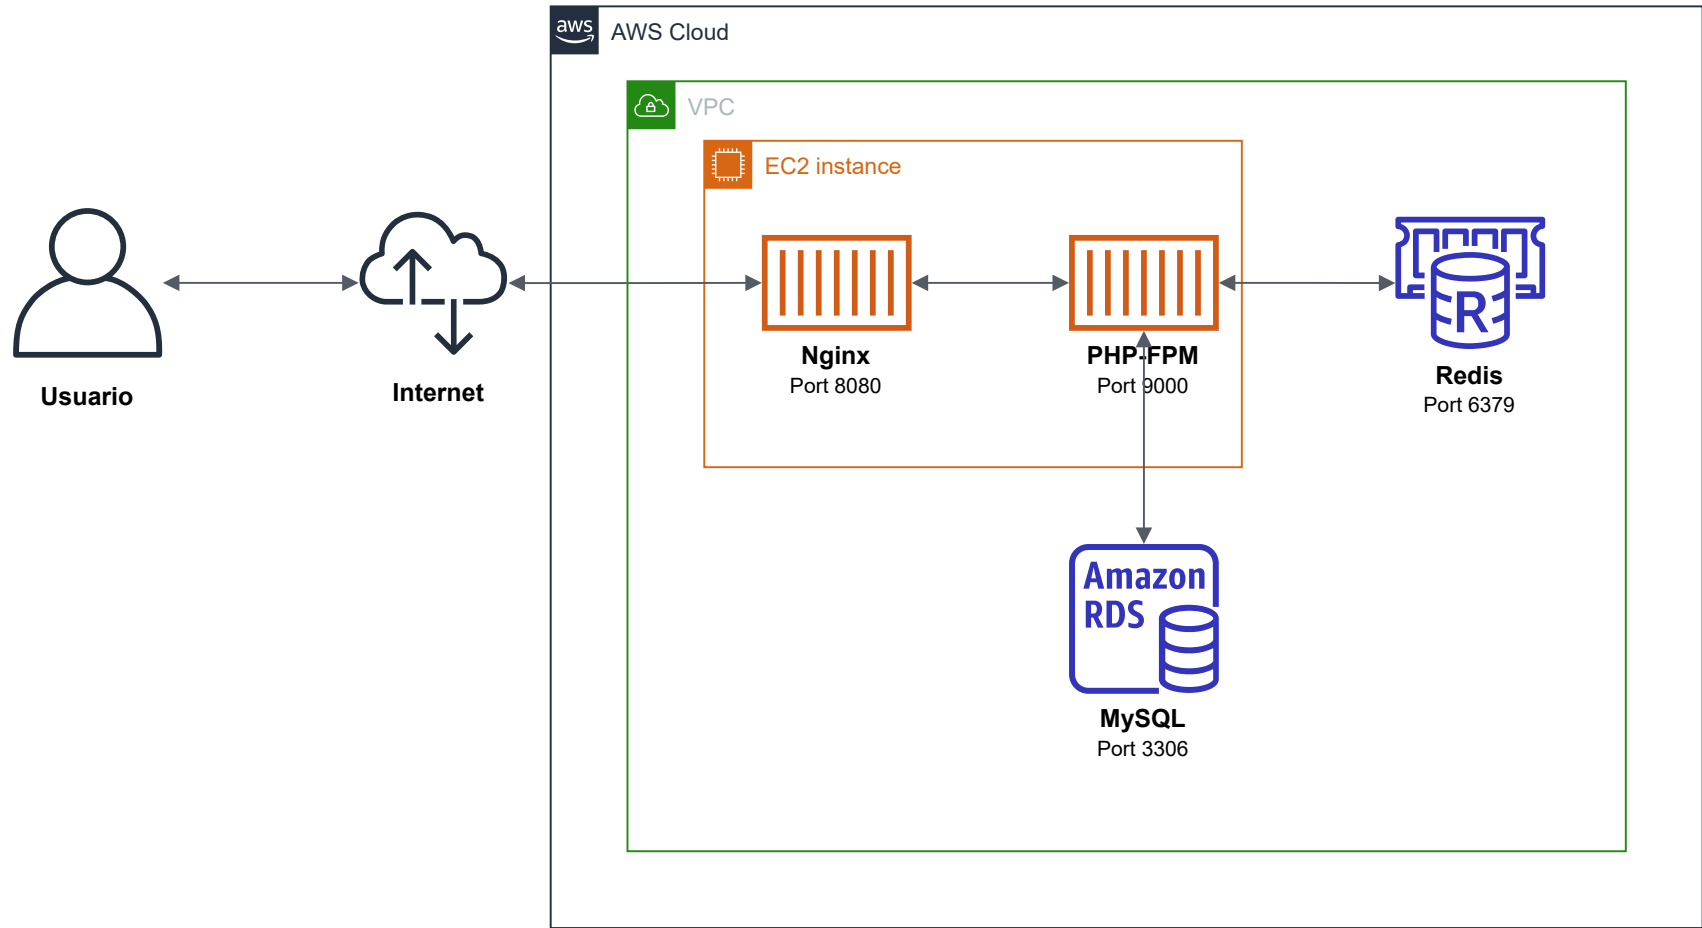 aws
AWS Cloud
VPC
EC2 instance
Usuario
Internet
Nginx
Port 8080
PHP-FPM
Port 9000
R
Redis
Port 6379
Amazon
RDS
MySQL
Port 3306